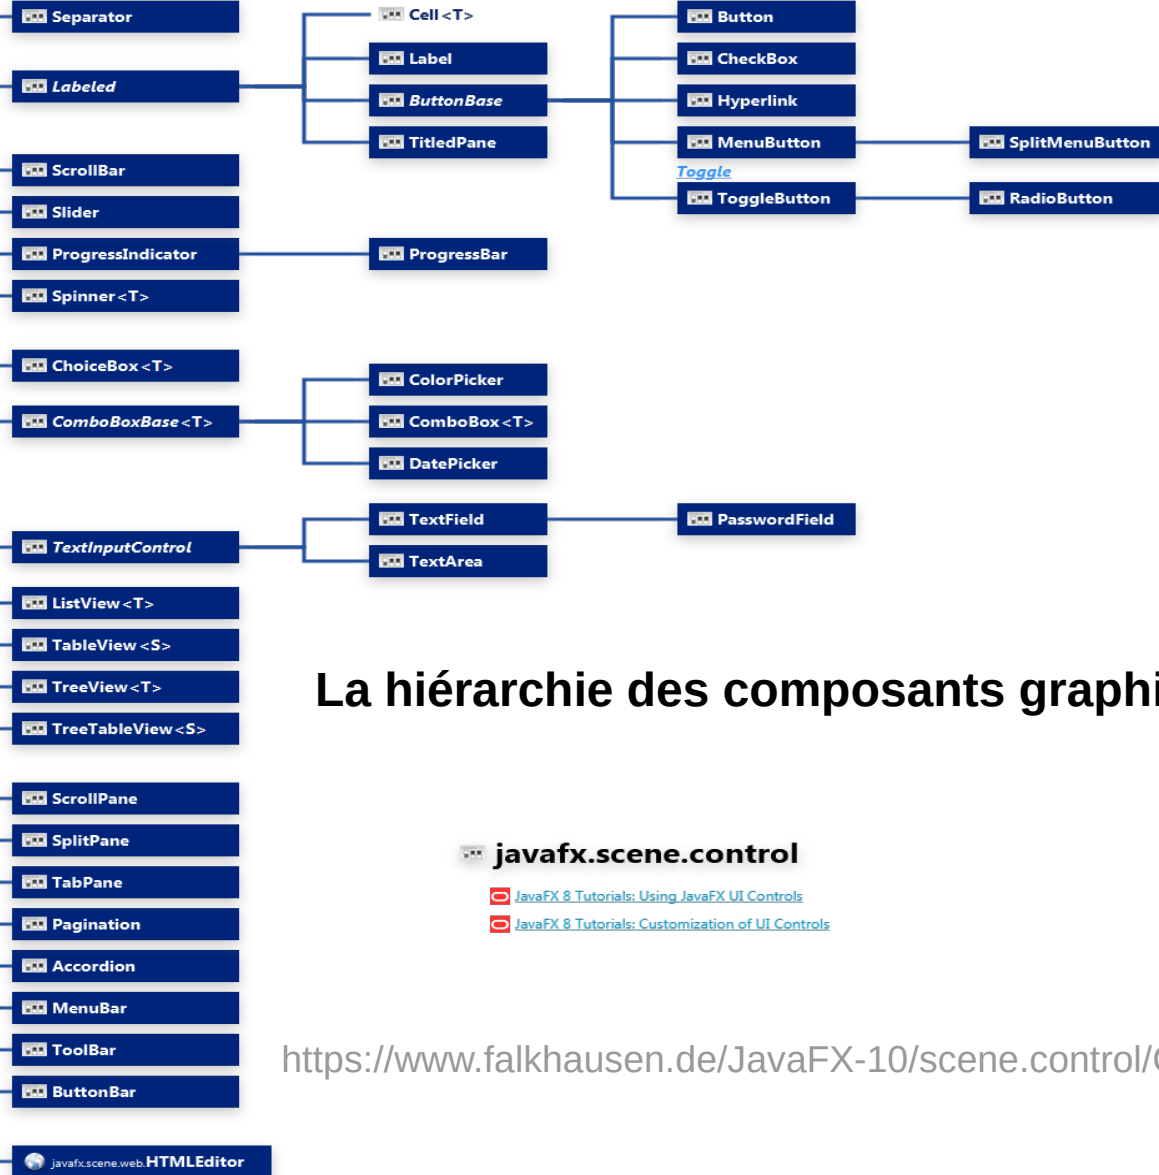 Separator
Cell<T>
Button
Labeled
Label
CheckBox
ButtonBase
Hyperlink
TitledPane
MenuButton
SplitMenuButton
Toggle
ScrollBar
ToggleButton
RadioButton
Slider
ProgressIndicator
ProgressBar
Spinner<T>
ChoiceBox<T>
ColorPicker
ComboBoxBase<T>
ComboBox<T>
DatePicker
TextField
PasswordField
TextInputControl
TextArea
ListView<T>
TableView<S>
TreeView<T>
La hiérarchie des composants graphi
TreeTableView<S>
ScrollPane
SplitPane
javafx.scene.control
TabPane
JavaFX 8 Tutorials: Using JavaFX UI Controls
Pagination
JavaFX 8 Tutorials: Customization of UI Controls
Accordion
MenuBar
ToolBar
https://www.falkhausen.de/JavaFX-10/scene.control/
ButtonBar
javafx.scene.web.HTMLEditor